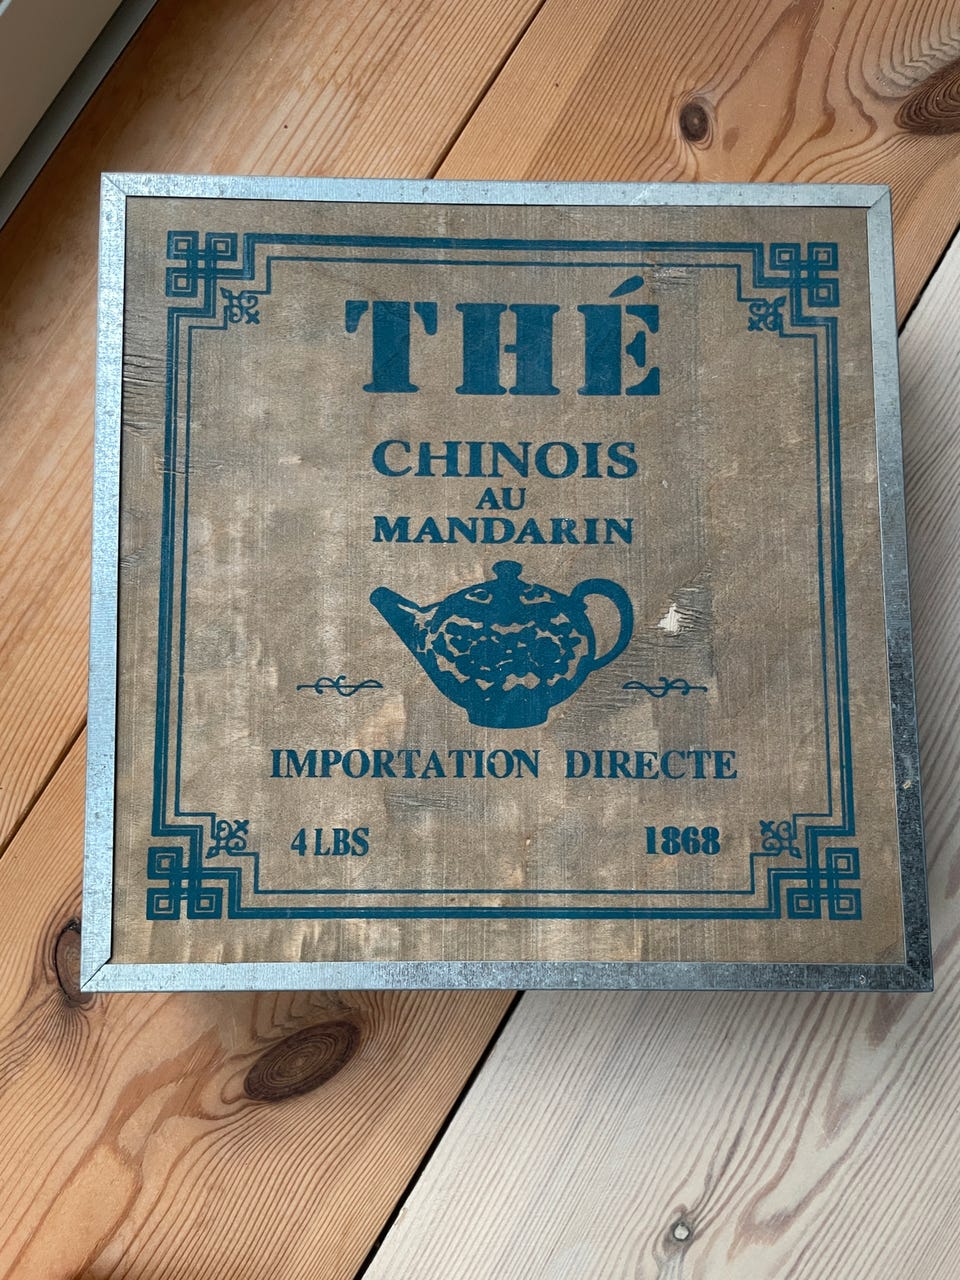 THÉ
CHINOIS
AU
MANDARIN
IMPORTATION DIRECTE
4 LBS 1868